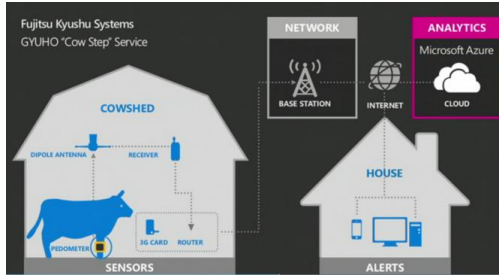 Fujitsu Kyushu Systems
GYUHO "Cow Step" Service
NETWORK
ANALYTICS
Microsoft Azure
BASE STATION
INTERNET
CLOUD
COWSHED
DIPOLE ANTENNA
RECEIVER
HOUSE
PEDOMETER
3G CARD
ROUTER
SENSORS
ALERTS